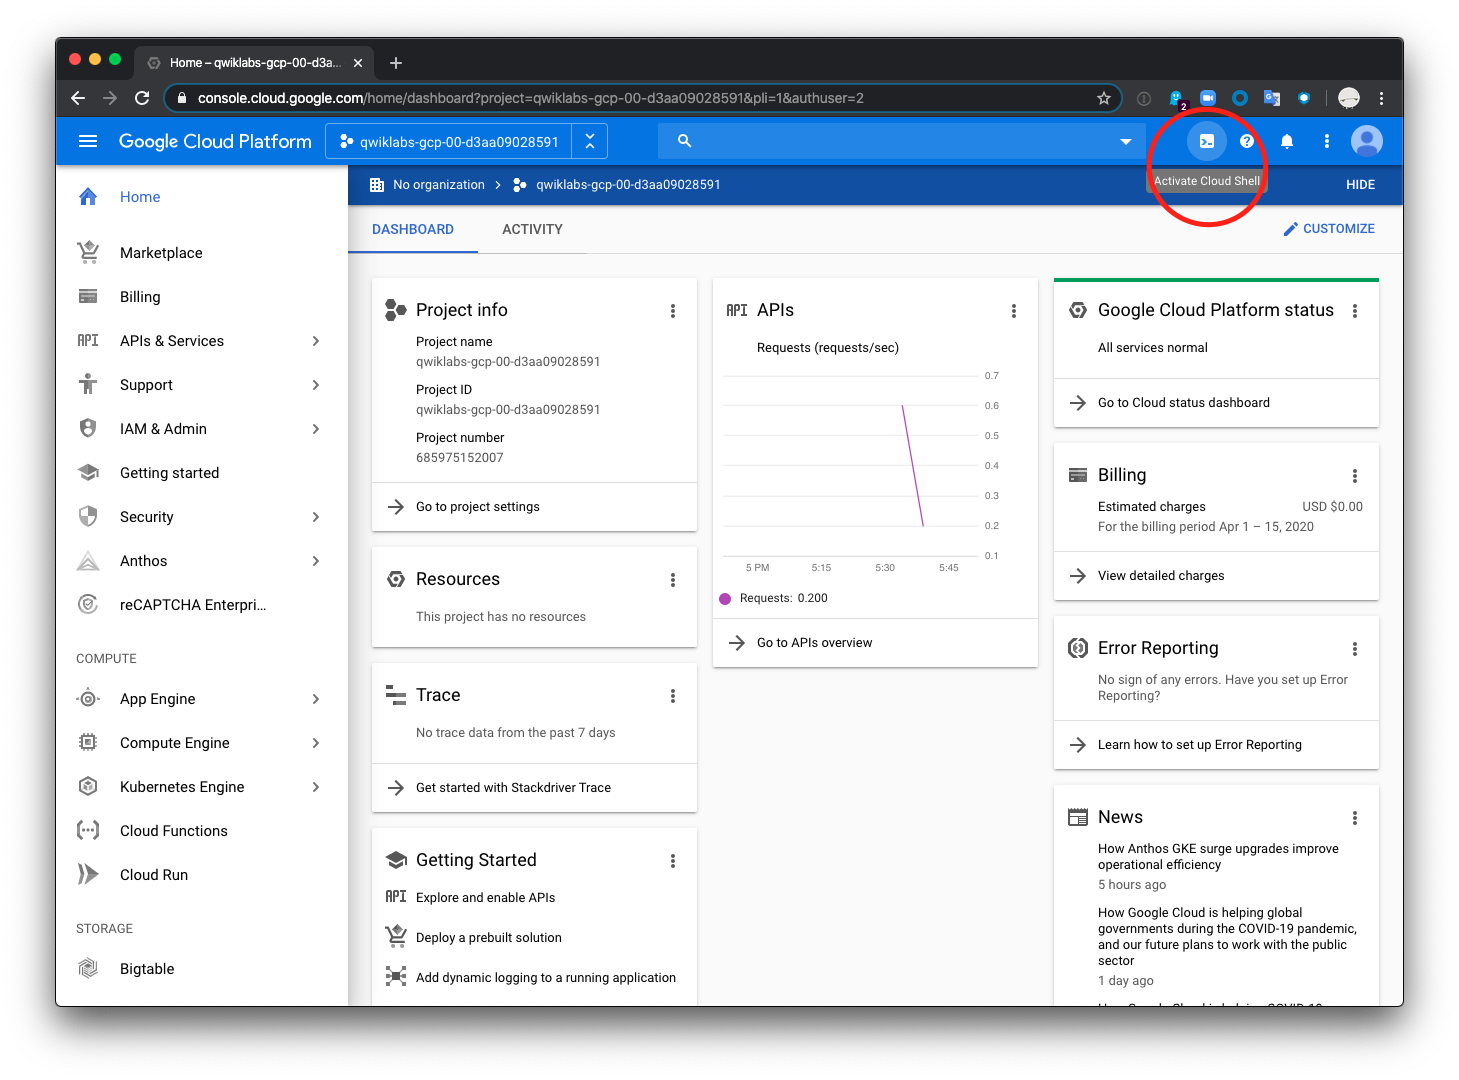 Home – qwiklabs-gcp-00-d3a...
console.cloud.google.com/home/dashboard?project=qwiklabs-gcp-00-d3aa09028591&pli=1&authuser=2
2
Google Cloud Platform
qwiklabs-gcp-00-d3aa09028591
Activate Cloud Shell
No organization
qwiklabs-gcp-00-d3aa09028591
HIDE
DASHBOARD
ACTIVITY
CUSTOMIZE
Home
Marketplace
Billing
API
APIs & Services
Support
IAM & Admin
Getting started
Security
Anthos
reCAPTCHA Enterpri...
COMPUTE
App Engine
Compute Engine
Kubernetes Engine
Cloud Functions
Cloud Run
STORAGE
Bigtable
Project info
Project name
qwiklabs-gcp-00-d3aa09028591
Project ID
qwiklabs-gcp-00-d3aa09028591
Project number
685975152007
Go to project settings
Resources
This project has no resources
Trace
No trace data from the past 7 days
Get started with Stackdriver Trace
Getting Started
API
Explore and enable APIs
Deploy a prebuilt solution
Add dynamic logging to a running application
API
APIs
Requests (requests/sec)
0.7
0.6
0.5
0.4
0.3
0.2
0.1
5 PM
5:15
5:30
5:45
Requests: 0.200
Go to APIs overview
Google Cloud Platform status
All services normal
Go to Cloud status dashboard
Billing
Estimated charges
USD $0.00
For the billing period Apr 1 – 15, 2020
View detailed charges
Error Reporting
No sign of any errors. Have you set up Error
Reporting?
Learn how to set up Error Reporting
News
How Anthos GKE surge upgrades improve
operational efficiency
5 hours ago
How Google Cloud is helping global
governments during the COVID-19 pandemic,
and our future plans to work with the public
sector
1 day ago